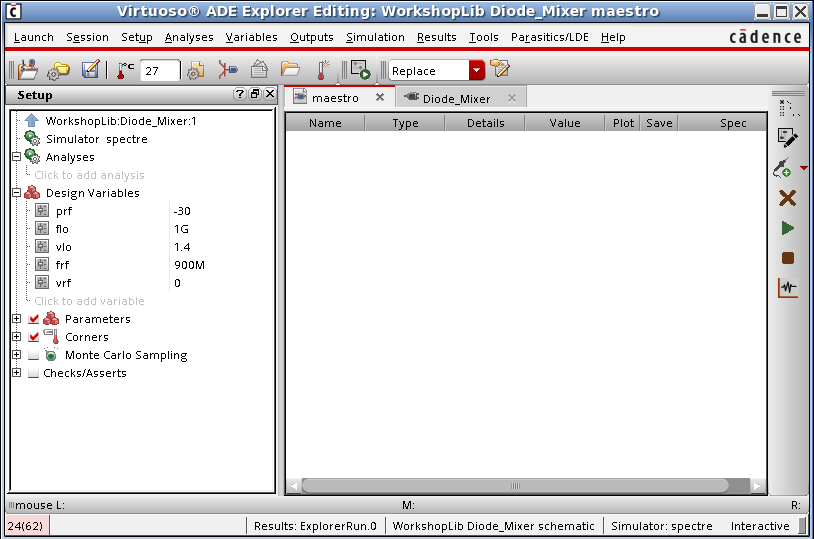 Virtuoso® ADE Explorer Editing: WorkshopLib Diode_Mixer maestro
Launch Session Setup Analyses Variables Outputs Simulation Results Tools Parasitics/LDE Help cādence
°C 27 Replace
Setup
maestro Diode_Mixer
Name Type Details Value Plot Save Spec
WorkshopLib:Diode_Mixer:1
Simulator spectre
Analyses
Click to add analysis
Design Variables
prf -30
flo 1G
vlo 1.4
frf 900M
vrf 0
Click to add variable
Parameters
Corners
Monte Carlo Sampling
Checks/Asserts
mouse L: M: R:
24(62) Results: ExplorerRun.0 WorkshopLib Diode_Mixer schematic Simulator: spectre Interactive